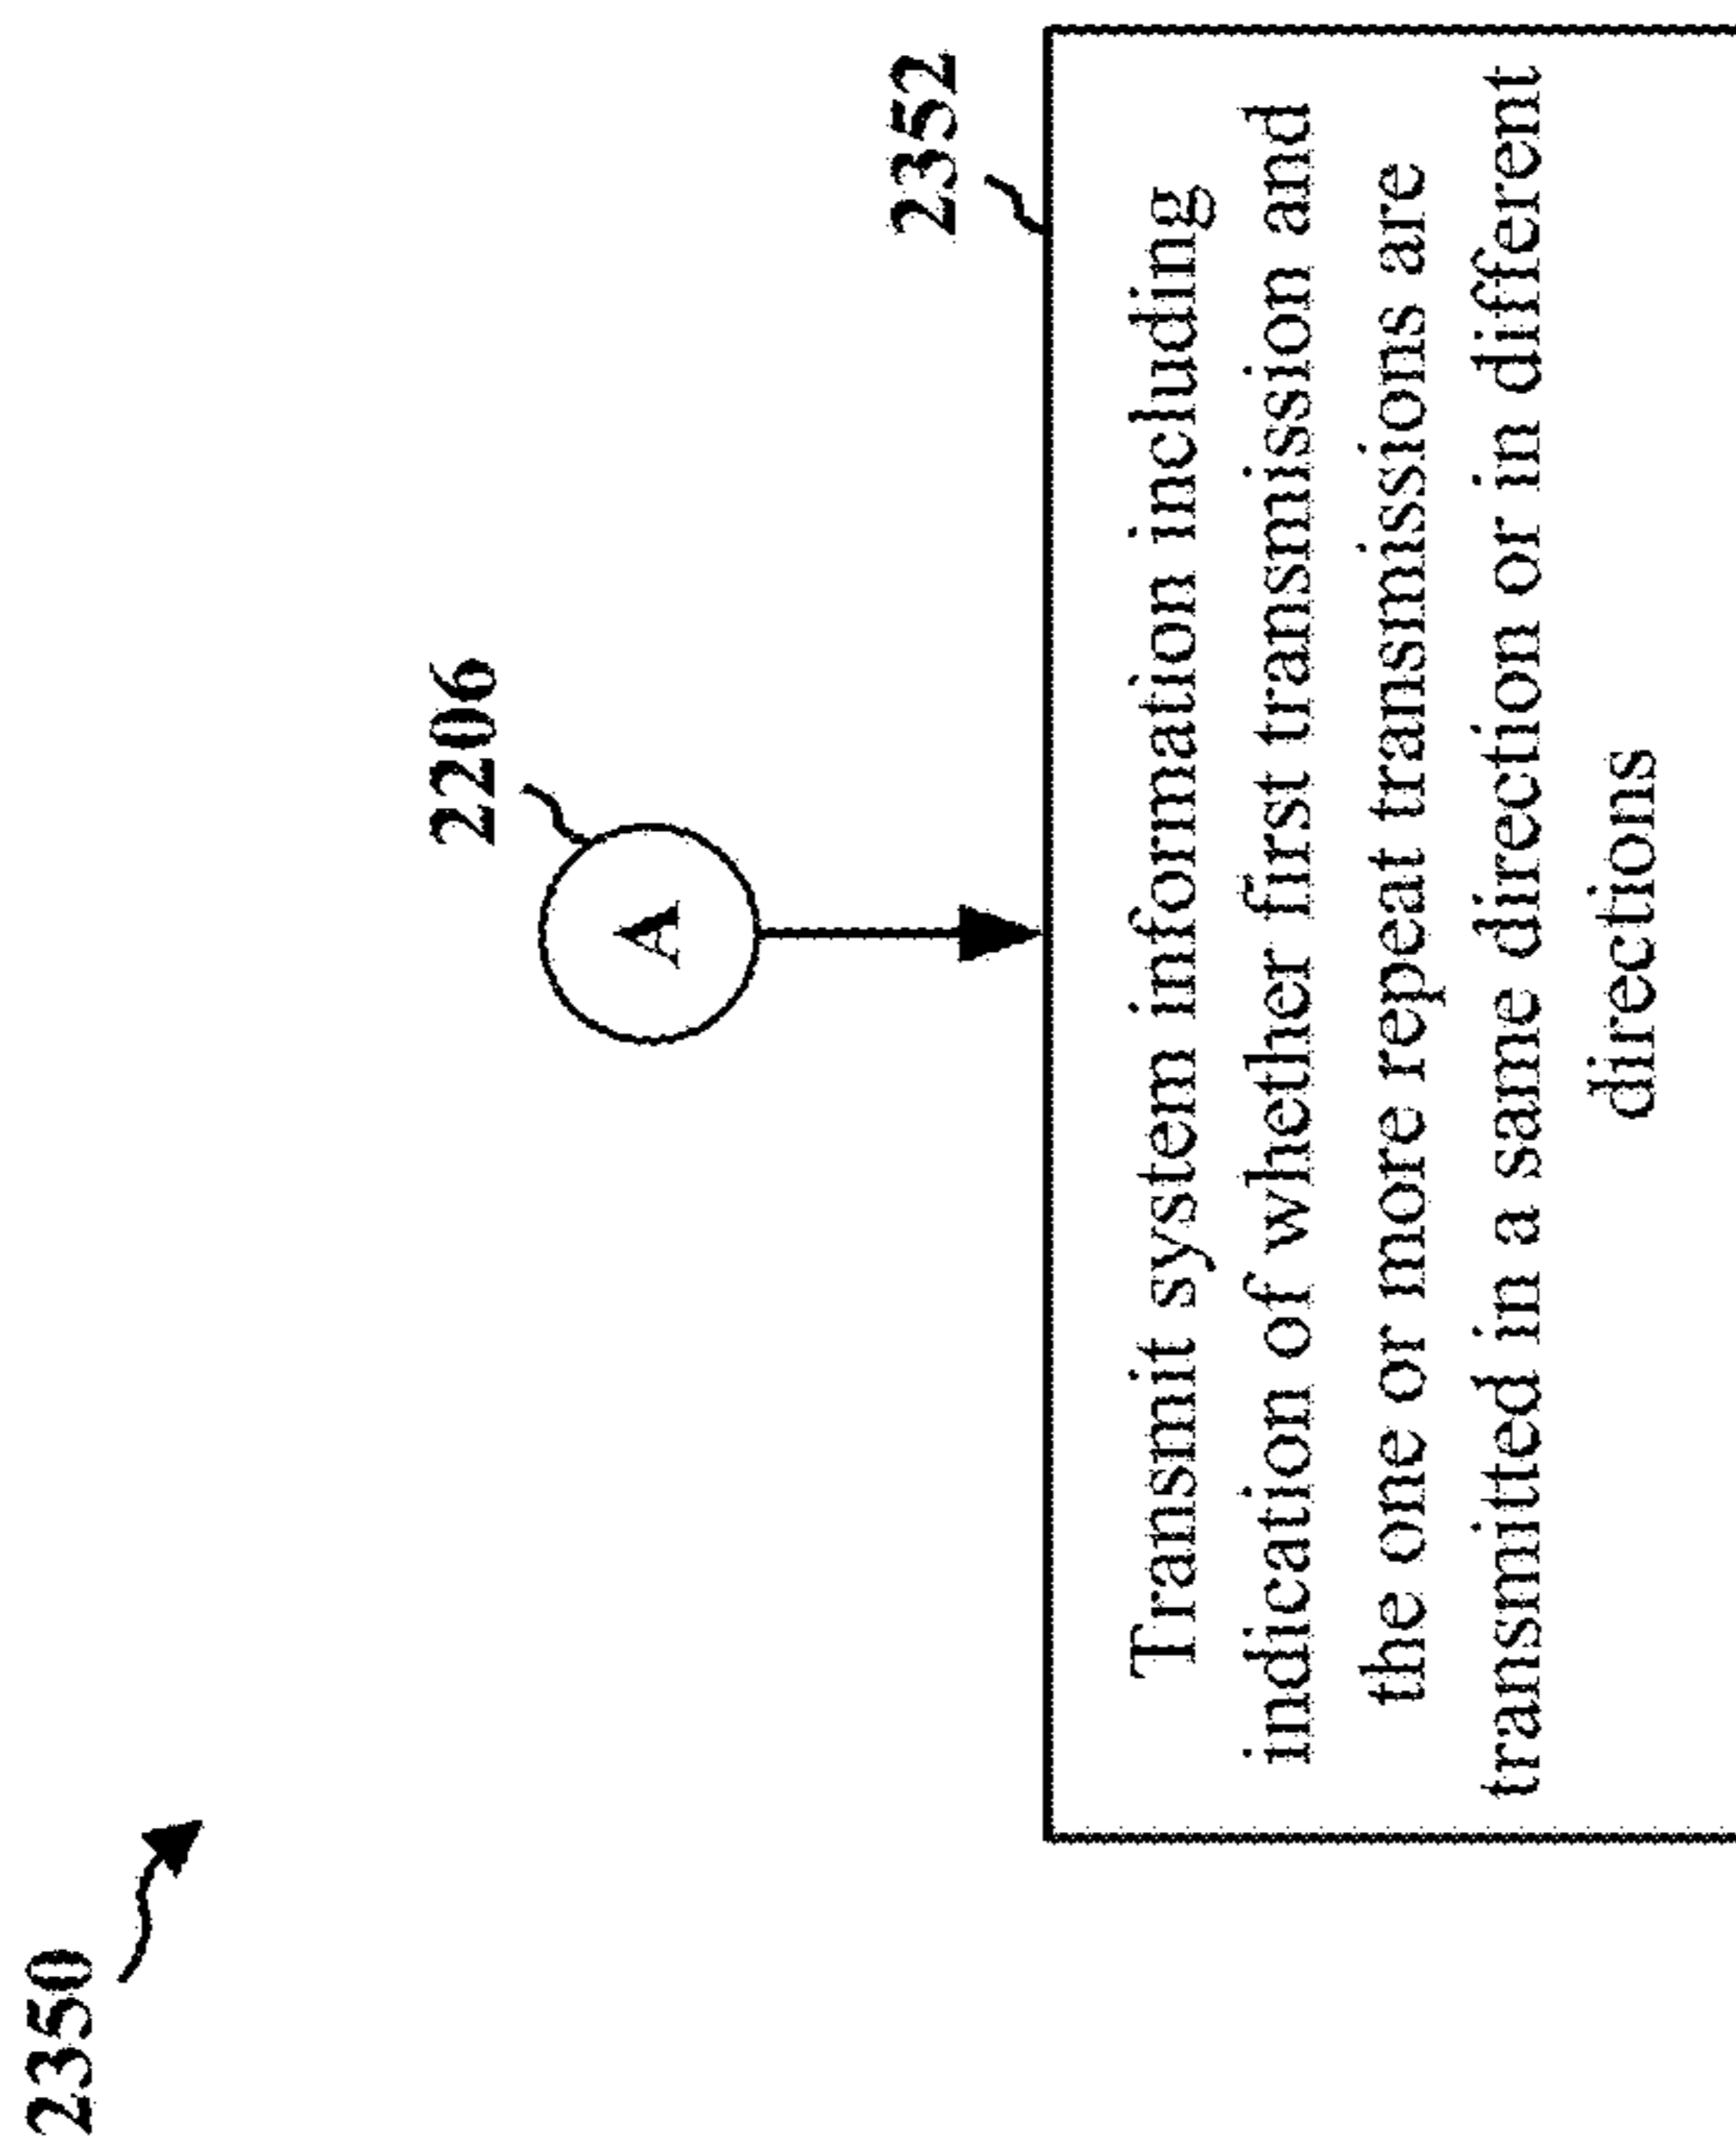 2350
2206
A
2352
Transmit system information including
indication of whether first transmission and
the one or more repeat transmissions are
transmitted in a same direction or in different
directions